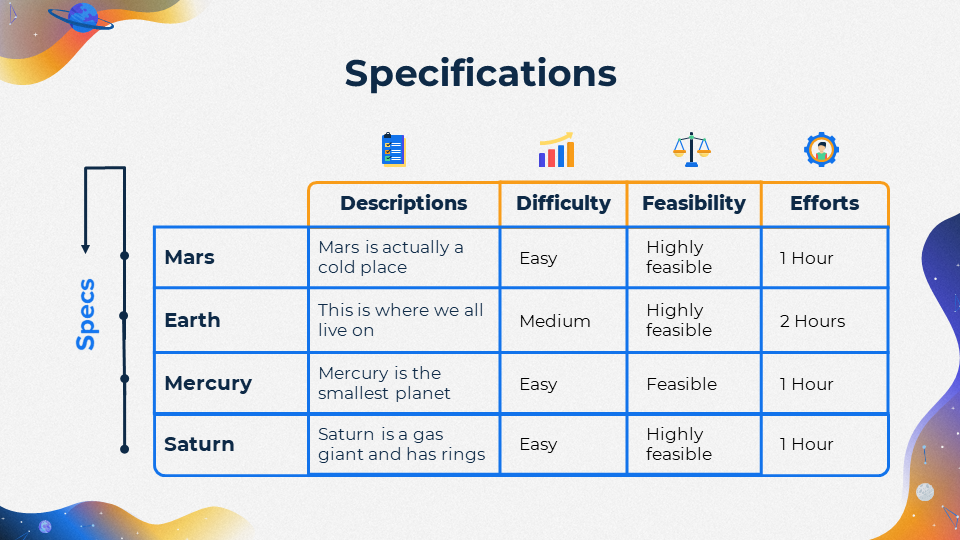 Specifications
Descriptions Difficulty Feasibility Efforts
Specs
Mars
Mars is actually a
cold place
Easy
Highly
feasible
1 Hour
Earth
This is where we all
live on
Medium
Highly
feasible
2 Hours
Mercury
Mercury is the
smallest planet
Easy
Feasible
1 Hour
Saturn
Saturn is a gas
giant and has rings
Easy
Highly
feasible
1 Hour